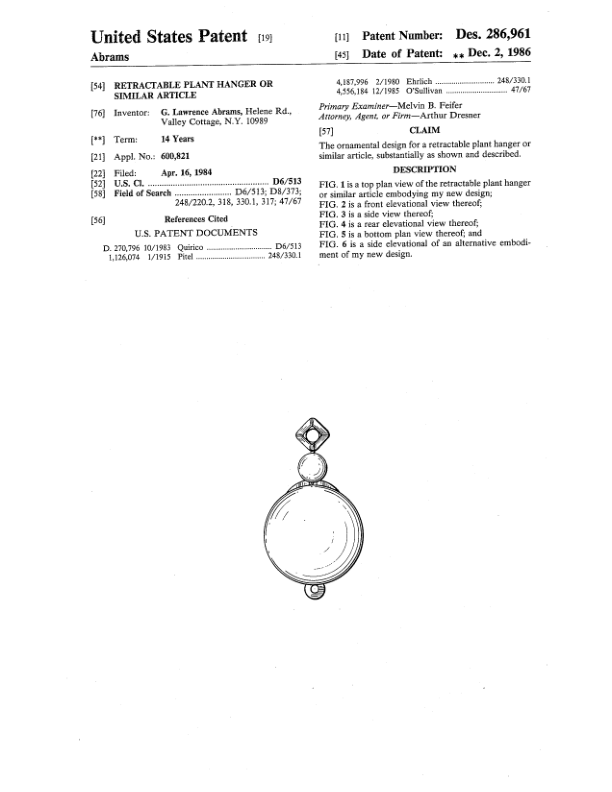 United States Patent [19]
Abrams
[11] Patent Number: Des. 286,961
[45] Date of Patent: ** Dec. 2, 1986
[54] RETRACTABLE PLANT HANGER OR
SIMILAR ARTICLE
[76] Inventor: G. Lawrence Abrams, Helene Rd.,
Valley Cottage, N.Y. 10989
[**] Term: 14 Years
[21] Appl. No.: 600,821
[22] Filed: Apr. 16, 1984
[52] U.S. Cl. .................................................. D6/513
[58] Field of Search ........................ D6/513; D8/373;
248/220.2, 318, 330.1, 317; 47/67
[56] References Cited
U.S. PATENT DOCUMENTS
D. 270,796 10/1983 Quirico ............................ D6/513
1,126,074 1/1915 Pitel .............................. 248/330.1
4,187,996 2/1980 Ehrlich ......................... 248/330.1
4,556,184 12/1985 O'Sullivan ............................ 47/67
Primary Examiner—Melvin B. Feifer
Attorney, Agent, or Firm—Arthur Dresner
[57] CLAIM
The ornamental design for a retractable plant hanger or
similar article, substantially as shown and described.
DESCRIPTION
FIG. 1 is a top plan view of the retractable plant hanger
or similar article embodying my new design;
FIG. 2 is a front elevational view thereof;
FIG. 3 is a side view thereof;
FIG. 4 is a rear elevational view thereof;
FIG. 5 is a bottom plan view thereof; and
FIG. 6 is a side elevational of an alternative embodi-
ment of my new design.